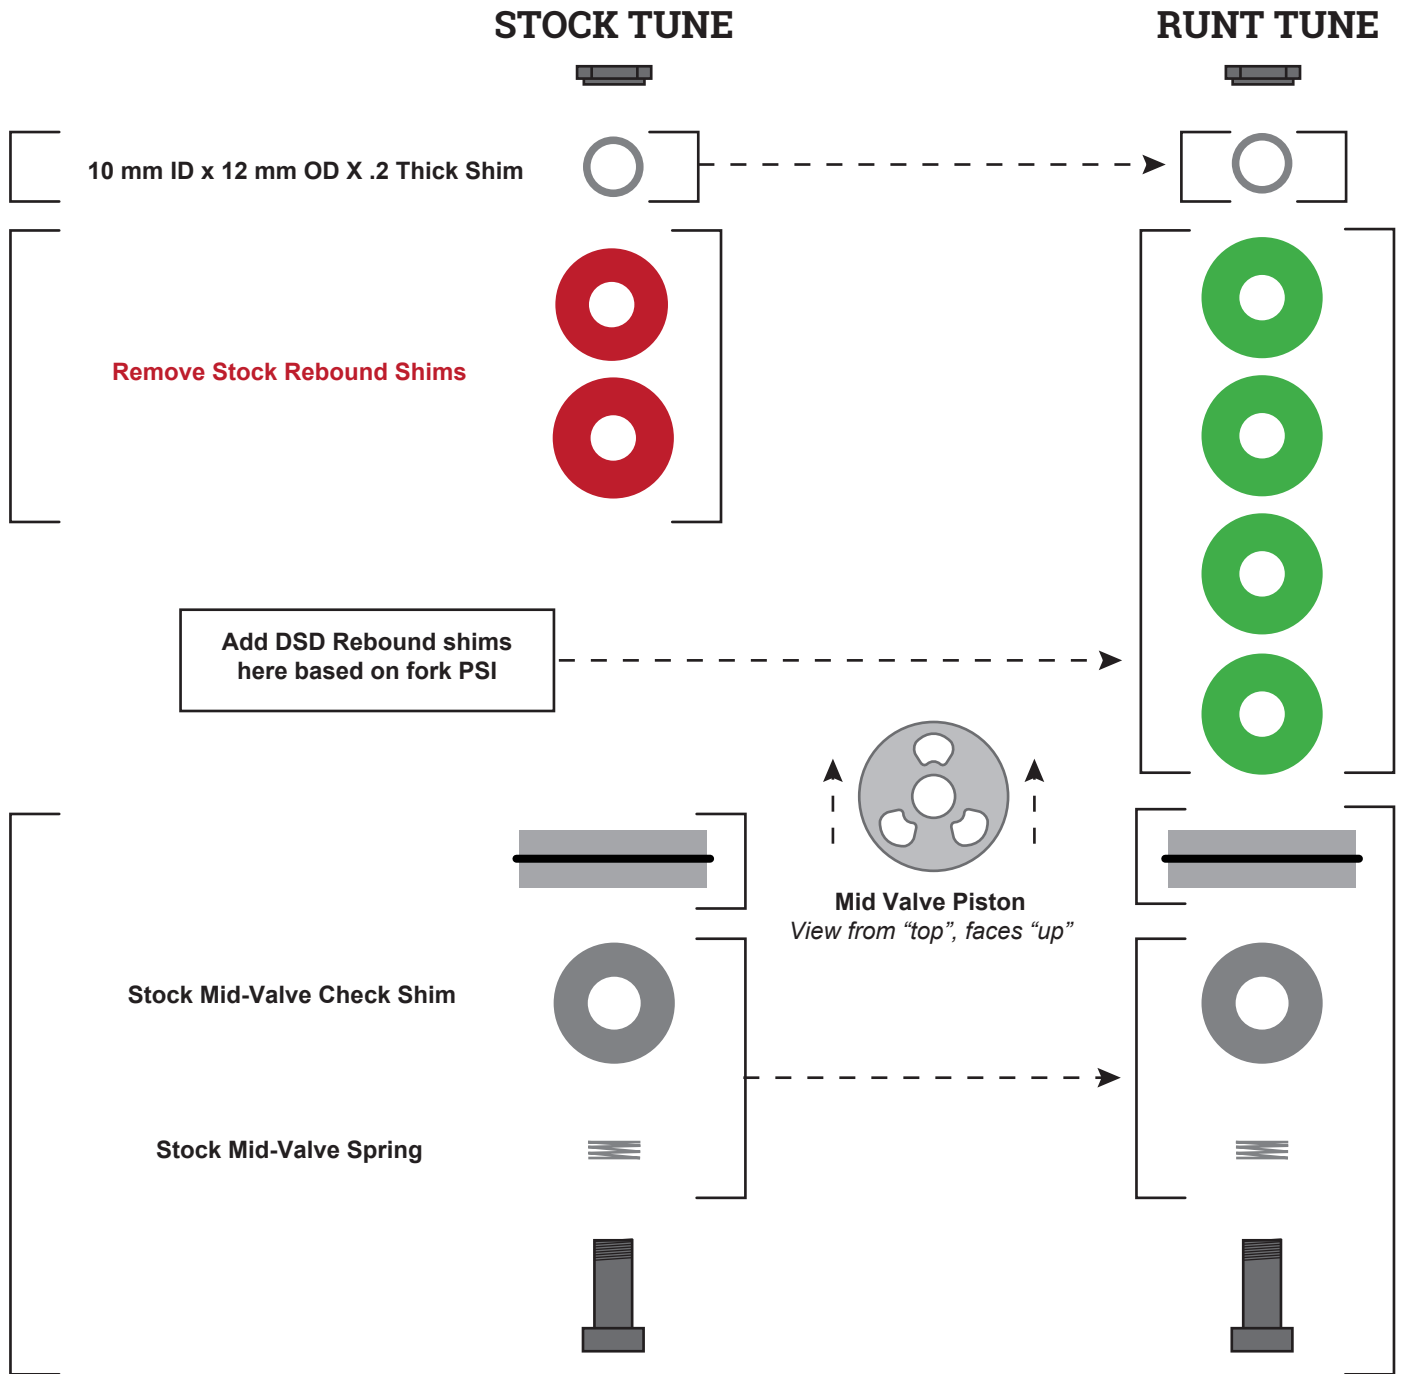 STOCK TUNE
RUNT TUNE
10 mm ID x 12 mm OD X .2 Thick Shim
Remove Stock Rebound Shims
Add DSD Rebound shims
here based on fork PSI
Mid Valve Piston
View from “top”, faces “up”
Stock Mid-Valve Check Shim
Stock Mid-Valve Spring